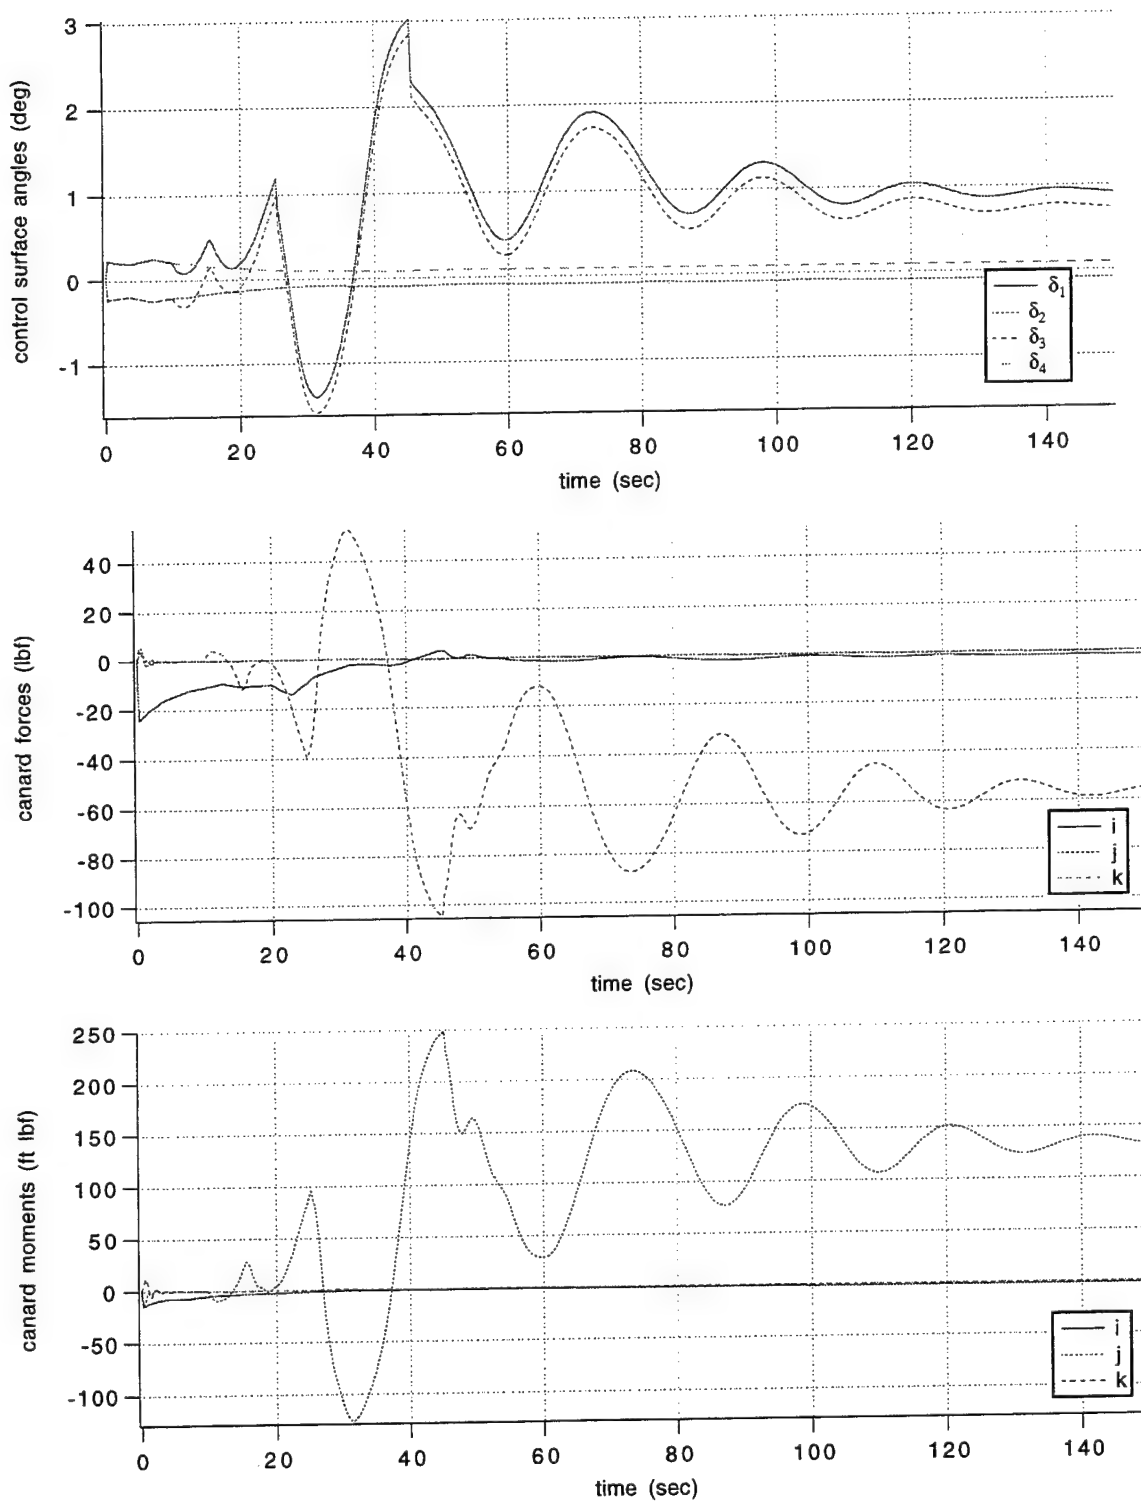 control surface angles (deg)
3
2
1
0
-1
δ1
δ2
δ3
δ4
0 20 40 60 80 100 120 140
time (sec)
canard forces (lbf)
40
20
0
-20
-40
-60
-80
-100
i
j
k
0 20 40 60 80 100 120 140
time (sec)
canard moments (ft lbf)
250
200
150
100
50
0
-50
-100
i
j
k
0 20 40 60 80 100 120 140
time (sec)